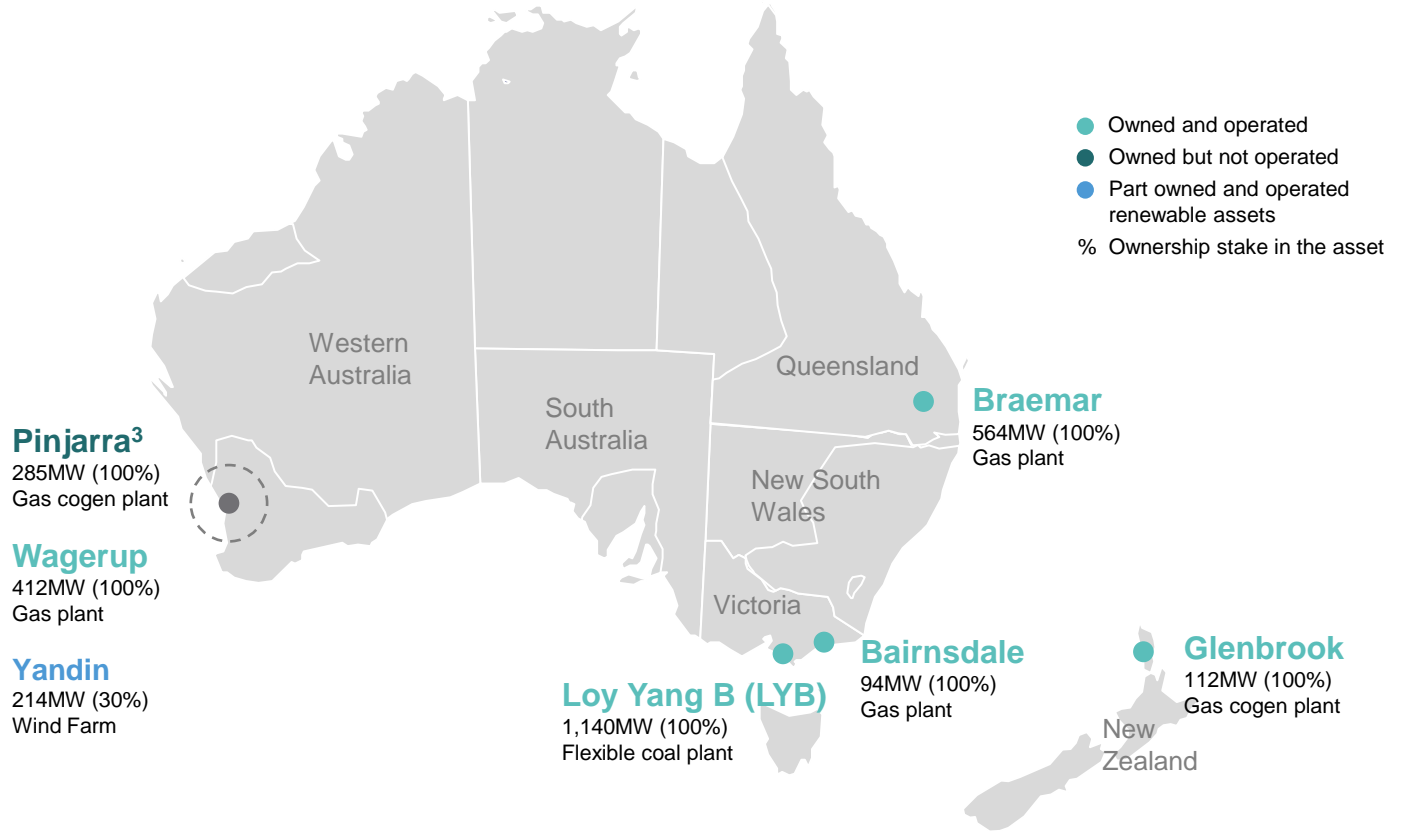 Owned and operated
Owned but not operated
Part owned and operated
renewable assets
% Ownership stake in the asset
Western
Australia
South
Australia
Queensland
New South
Wales
Victoria
New
Zealand
Pinjarra³
285MW (100%)
Gas cogen plant
Wagerup
412MW (100%)
Gas plant
Yandin
214MW (30%)
Wind Farm
Braemar
564MW (100%)
Gas plant
Loy Yang B (LYB)
1,140MW (100%)
Flexible coal plant
Bairnsdale
94MW (100%)
Gas plant
Glenbrook
112MW (100%)
Gas cogen plant